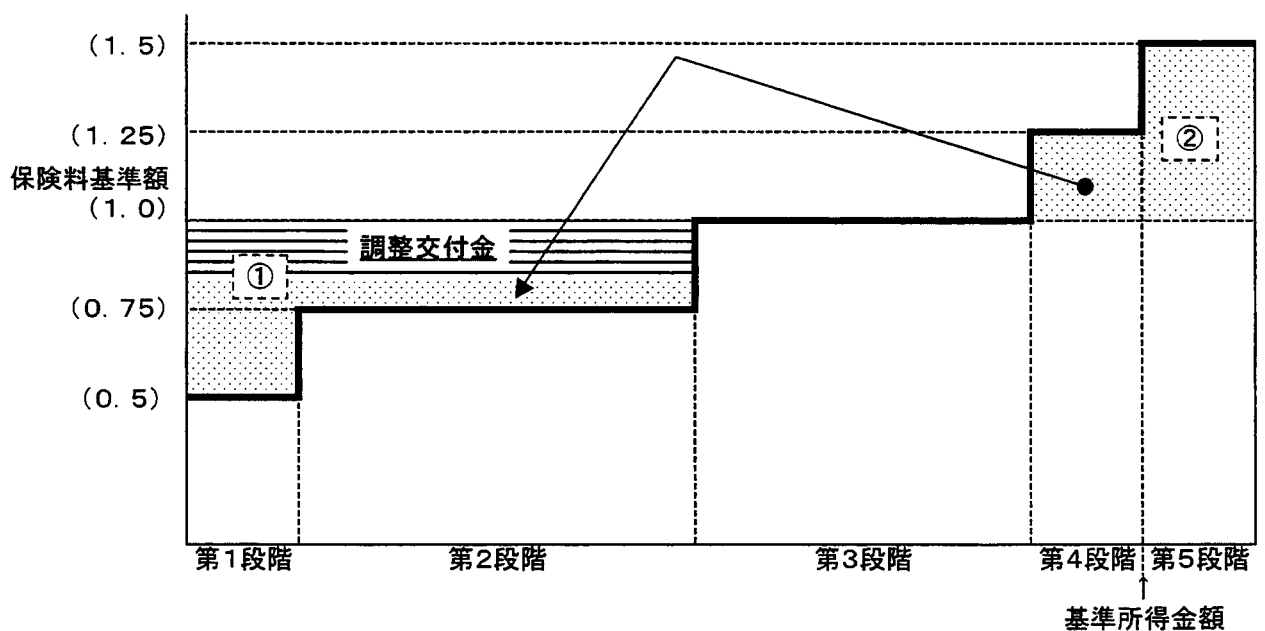 (1.5)
(1.25)
保険料基準額
(1.0)
調整交付金
①
②
(0.75)
(0.5)
第1段階
第2段階
第3段階
第4段階
第5段階
↑
基準所得金額